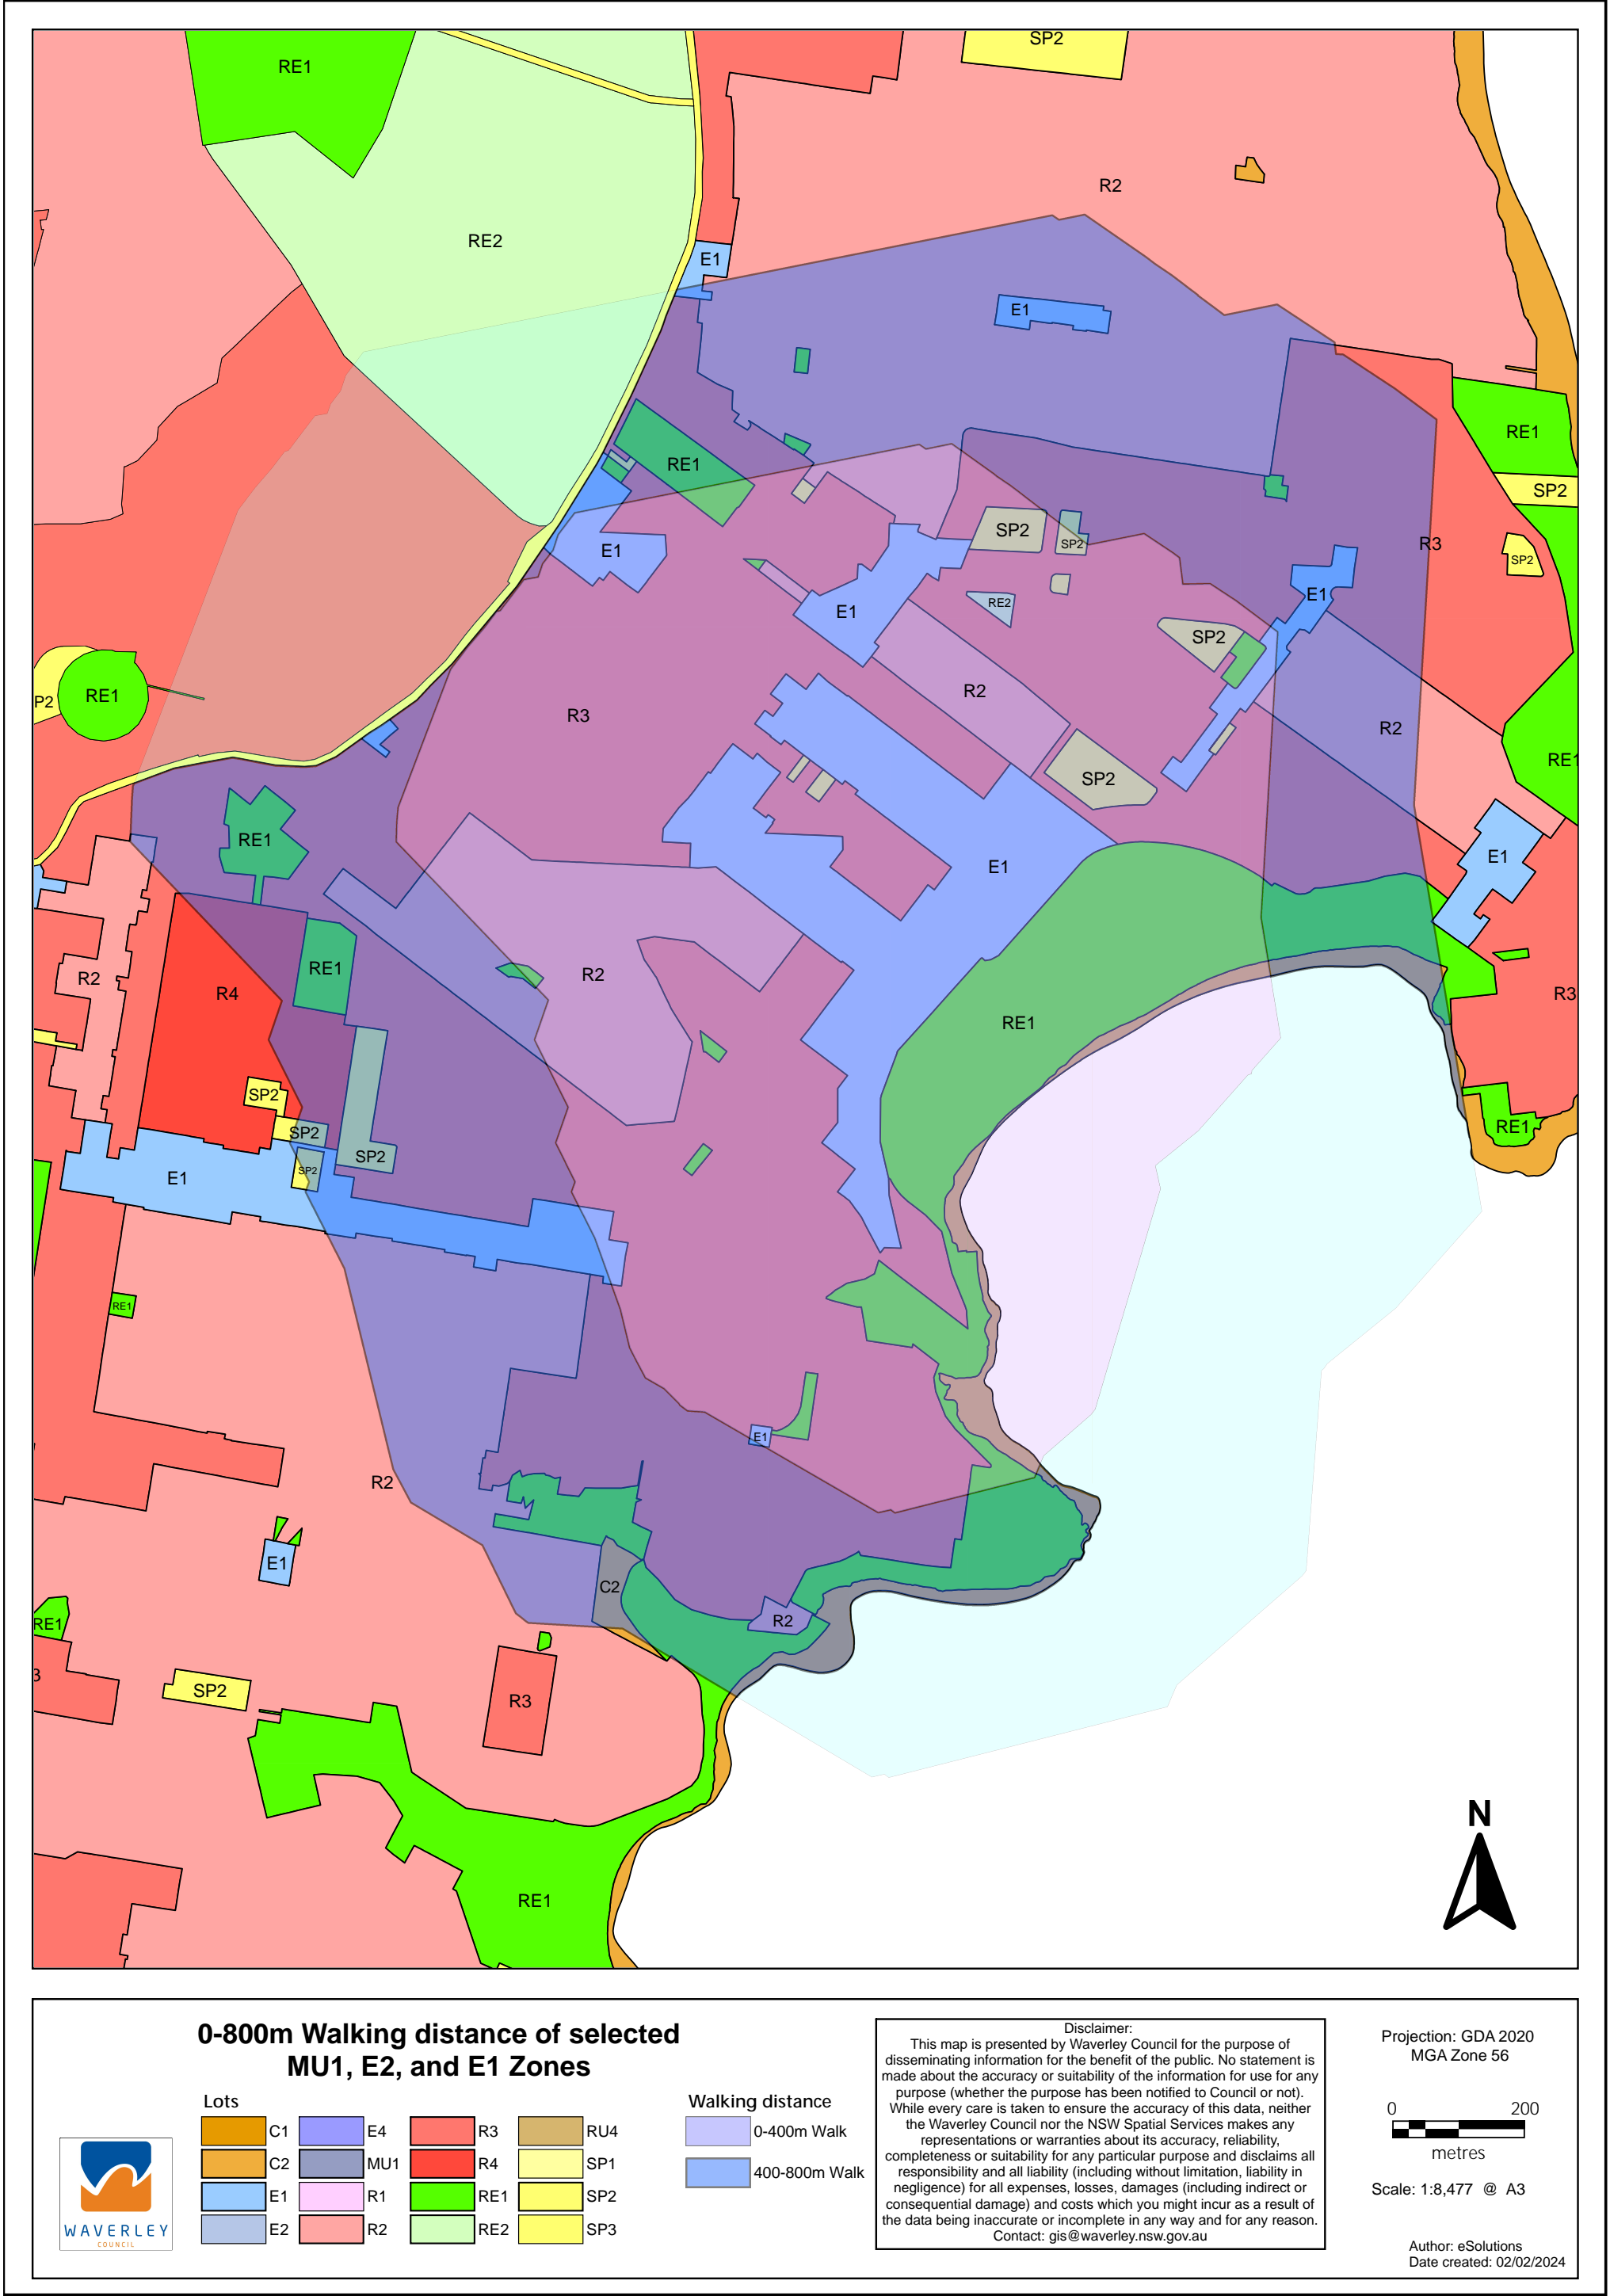 SP2
RE1
R2
RE2
E1
E1
RE1
RE1
SP2
SP2
SP2
R3
E1
SP2
E1
RE2
E1
SP2
R2
RE1
P2
R3
R2
RE1
SP2
RE1
E1
E1
R2
RE1
R2
R4
R3
RE1
SP2
SP2
RE1
SP2
SP2
E1
RE1
E1
R2
E1
C2
R2
RE1
3
SP2
R3
RE1
N
0-800m Walking distance of selected
MU1, E2, and E1 Zones
Lots
C1
C2
E1
E2
E4
MU1
R1
R2
R3
R4
RE1
RE2
RU4
SP1
SP2
SP3
WAVERLEY
COUNCIL
Walking distance
0-400m Walk
400-800m Walk
Disclaimer:
This map is presented by Waverley Council for the purpose of
disseminating information for the benefit of the public. No statement is
made about the accuracy or suitability of the information for use for any
purpose (whether the purpose has been notified to Council or not).
While every care is taken to ensure the accuracy of this data, neither
the Waverley Council nor the NSW Spatial Services makes any
representations or warranties about its accuracy, reliability,
completeness or suitability for any particular purpose and disclaims all
responsibility and all liability (including without limitation, liability in
negligence) for all expenses, losses, damages (including indirect or
consequential damage) and costs which you might incur as a result of
the data being inaccurate or incomplete in any way and for any reason.
Contact: gis@waverley.nsw.gov.au
Projection: GDA 2020
MGA Zone 56
0 200
metres
Scale: 1:8,477 @ A3
Author: eSolutions
Date created: 02/02/2024